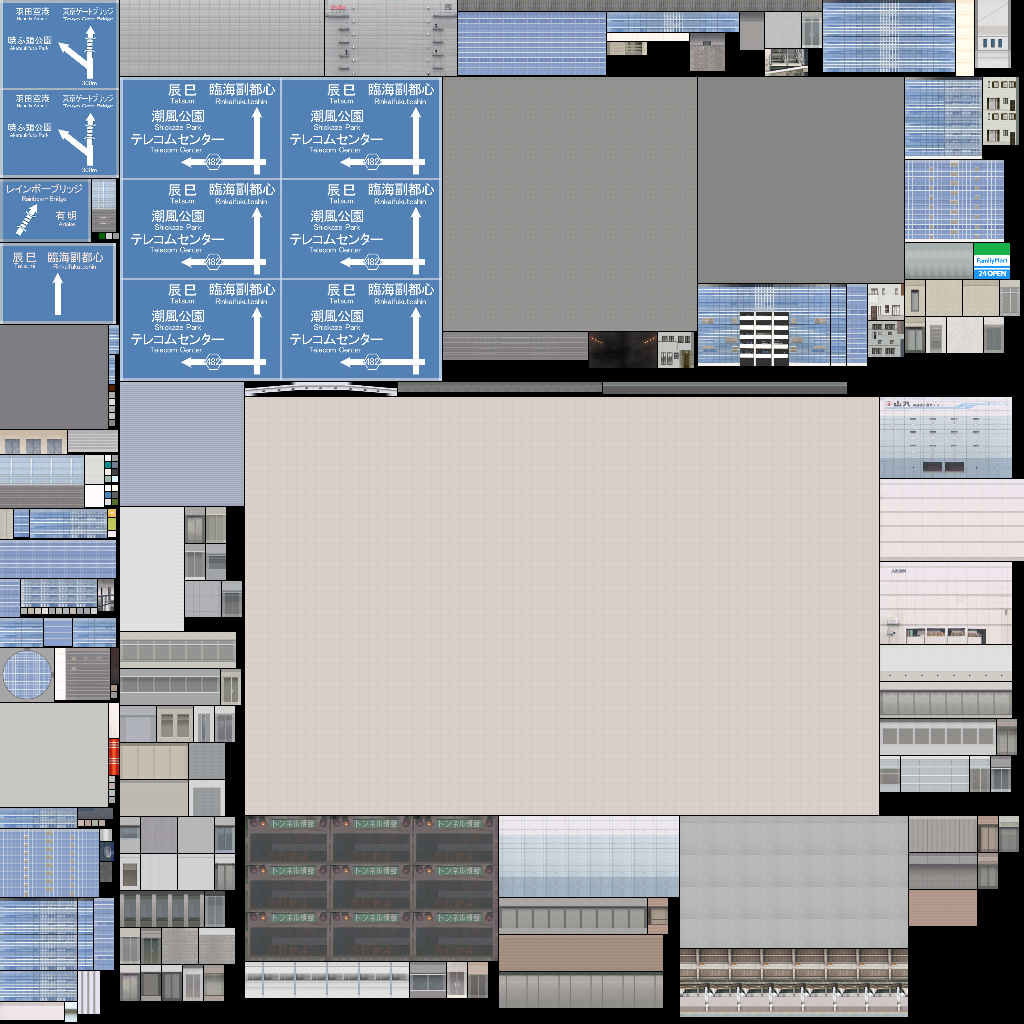 羽田空港 東京ゲートブリッジ
Haneda Airport Tokyo Gate Bridge
暁ふ頭公園
Akatsukifuto Park
300m
羽田空港 東京ゲートブリッジ
Haneda Airport Tokyo Gate Bridge
暁ふ頭公園
Akatsukifuto Park
300m
レインボーブリッジ
Rainbow Bridge
有明
Ariake
辰巳 臨海副都心
Tatsumi Rinkaifukutoshin
辰巳 臨海副都心
Tatsumi Rinkaifukutoshin
潮風公園
Shiokaze Park
テレコムセンター
Telecom Center
482
辰巳 臨海副都心
Tatsumi Rinkaifukutoshin
潮風公園
Shiokaze Park
テレコムセンター
Telecom Center
482
辰巳 臨海副都心
Tatsumi Rinkaifukutoshin
潮風公園
Shiokaze Park
テレコムセンター
Telecom Center
482
辰巳 臨海副都心
Tatsumi Rinkaifukutoshin
潮風公園
Shiokaze Park
テレコムセンター
Telecom Center
482
辰巳 臨海副都心
Tatsumi Rinkaifukutoshin
潮風公園
Shiokaze Park
テレコムセンター
Telecom Center
482
辰巳 臨海副都心
Tatsumi Rinkaifukutoshin
潮風公園
Shiokaze Park
テレコムセンター
Telecom Center
482
FamilyMart
24 OPEN
山九
トンネル情報 トンネル情報 トンネル情報
トンネル情報 トンネル情報 トンネル情報
トンネル情報 トンネル情報 トンネル情報